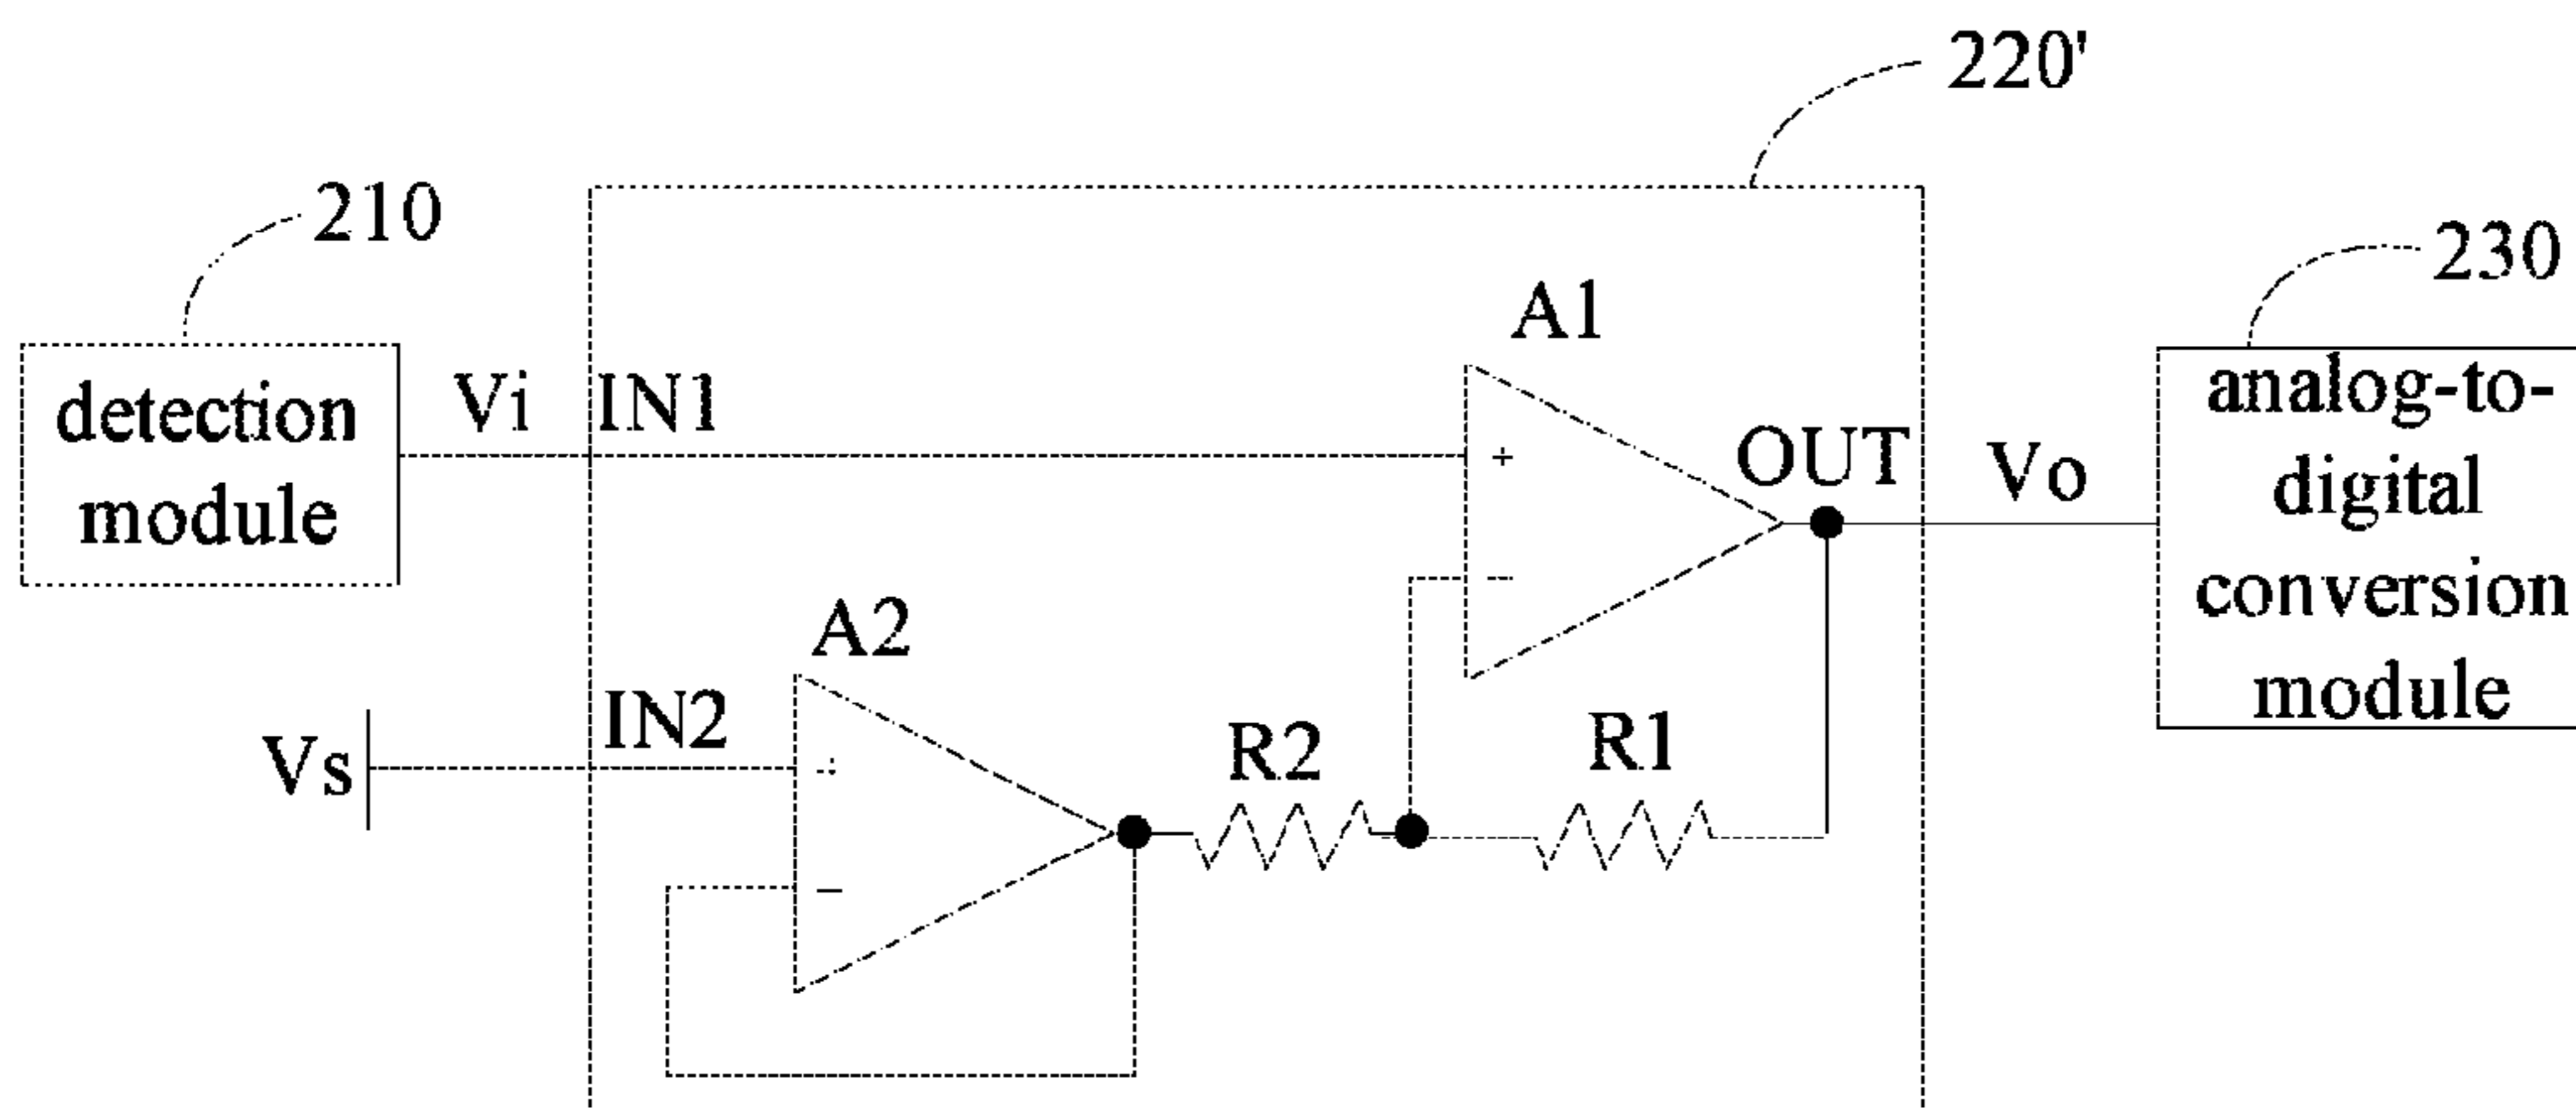 220'
210
230
A1
detection
module
Vi
IN1
+
−
OUT
Vo
analog-to-
digital
conversion
module
A2
Vs
IN2
+
−
R2
R1